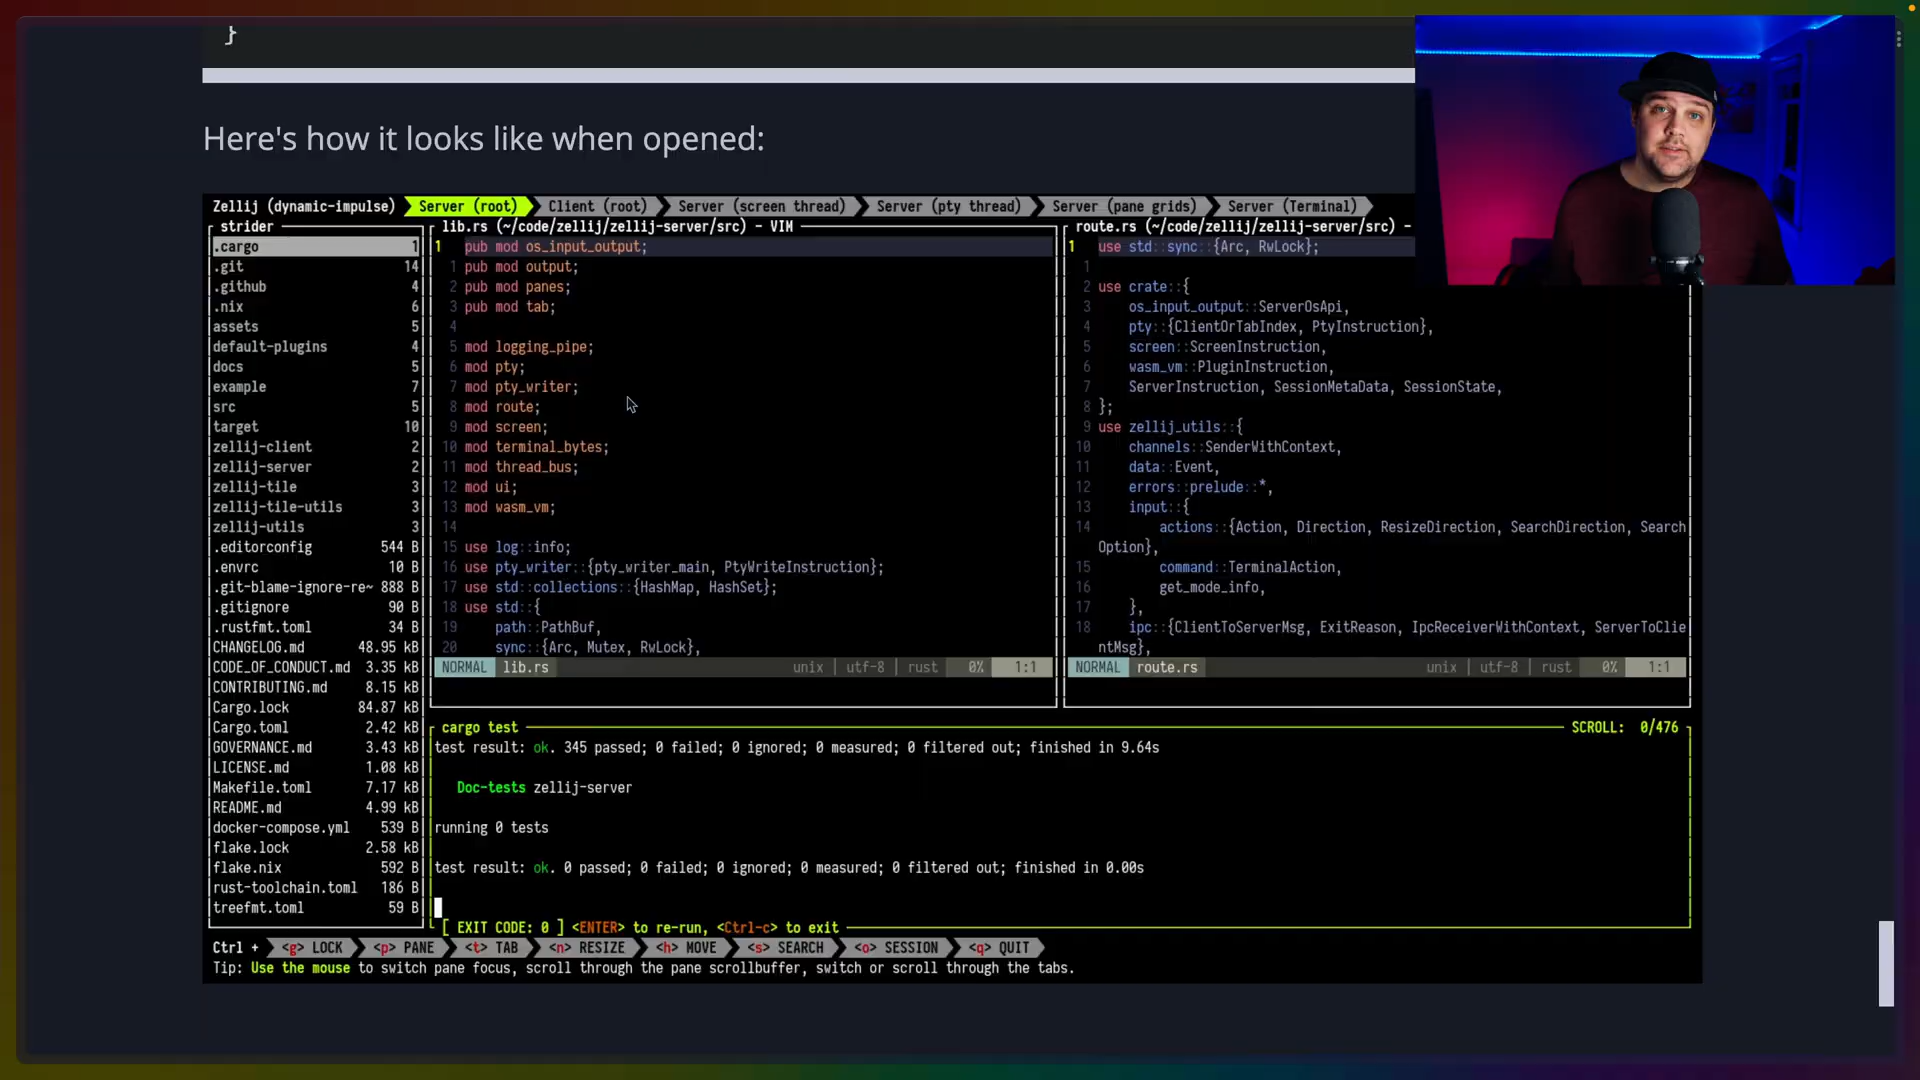 }
Here's how it looks like when opened:
Zellij (dynamic-impulse) Server (root) Client (root) Server (screen thread) Server (pty thread) Server (pane grids) Server (Terminal)
strider
.cargo 1
.git 14
.github 4
.nix 6
assets 5
default-plugins 4
docs 5
example 7
src 5
target 10
zellij-client 2
zellij-server 2
zellij-tile 3
zellij-tile-utils 3
zellij-utils 3
.editorconfig 544 B
.envrc 10 B
.git-blame-ignore-re~ 888 B
.gitignore 90 B
.rustfmt.toml 34 B
CHANGELOG.md 48.95 kB
CODE_OF_CONDUCT.md 3.35 kB
CONTRIBUTING.md 8.15 kB
Cargo.lock 84.87 kB
Cargo.toml 2.42 kB
GOVERNANCE.md 3.43 kB
LICENSE.md 1.08 kB
Makefile.toml 7.17 kB
README.md 4.99 kB
docker-compose.yml 539 B
flake.lock 2.58 kB
flake.nix 592 B
rust-toolchain.toml 186 B
treefmt.toml 59 B
lib.rs (~/code/zellij/zellij-server/src) - VIM
1 pub mod os_input_output;
1 pub mod output;
2 pub mod panes;
3 pub mod tab;
4
5 mod logging_pipe;
6 mod pty;
7 mod pty_writer;
8 mod route;
9 mod screen;
10 mod terminal_bytes;
11 mod thread_bus;
12 mod ui;
13 mod wasm_vm;
14
15 use log::info;
16 use pty_writer::{pty_writer_main, PtyWriteInstruction};
17 use std::collections::{HashMap, HashSet};
18 use std::{
19 path::PathBuf,
20 sync::{Arc, Mutex, RwLock},
NORMAL lib.rs unix | utf-8 | rust 0% 1:1
route.rs (~/code/zellij/zellij-server/src) -
1 use std::sync::{Arc, RwLock};
1
2 use crate::{
3 os_input_output::ServerOsApi,
4 pty::{ClientOrTabIndex, PtyInstruction},
5 screen::ScreenInstruction,
6 wasm_vm::PluginInstruction,
7 ServerInstruction, SessionMetaData, SessionState,
8 };
9 use zellij_utils::{
10 channels::SenderWithContext,
11 data::Event,
12 errors::prelude::*,
13 input::{
14 actions::{Action, Direction, ResizeDirection, SearchDirection, Search
Option},
15 command::TerminalAction,
16 get_mode_info,
17 },
18 ipc::{ClientToServerMsg, ExitReason, IpcReceiverWithContext, ServerToClie
ntMsg},
NORMAL route.rs unix | utf-8 | rust 0% 1:1
cargo test SCROLL: 0/476
test result: ok. 345 passed; 0 failed; 0 ignored; 0 measured; 0 filtered out; finished in 9.64s
Doc-tests zellij-server
running 0 tests
test result: ok. 0 passed; 0 failed; 0 ignored; 0 measured; 0 filtered out; finished in 0.00s
[ EXIT CODE: 0 ] <ENTER> to re-run, <Ctrl-c> to exit
Ctrl + <g> LOCK <p> PANE <t> TAB <n> RESIZE <h> MOVE <s> SEARCH <o> SESSION <q> QUIT
Tip: Use the mouse to switch pane focus, scroll through the pane scrollbuffer, switch or scroll through the tabs.